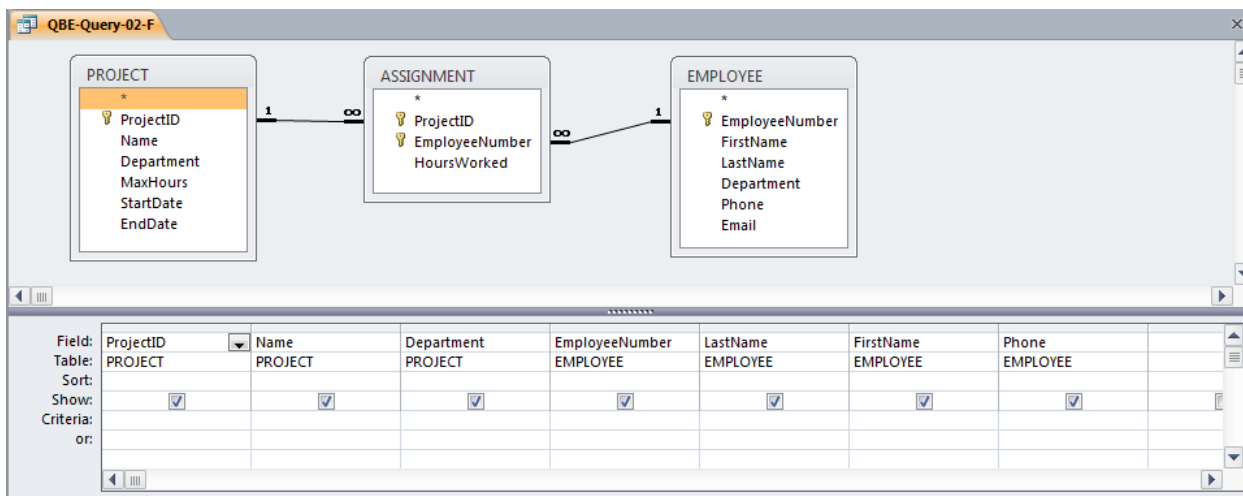 QBE-Query-02-F
PROJECT
*
ProjectID
Name
Department
MaxHours
StartDate
EndDate
1 ∞
ASSIGNMENT
*
ProjectID
EmployeeNumber
HoursWorked
∞ 1
EMPLOYEE
*
EmployeeNumber
FirstName
LastName
Department
Phone
Email
Field: ProjectID Name Department EmployeeNumber LastName FirstName Phone
Table: PROJECT PROJECT PROJECT EMPLOYEE EMPLOYEE EMPLOYEE EMPLOYEE
Sort:
Show:
Criteria:
or: